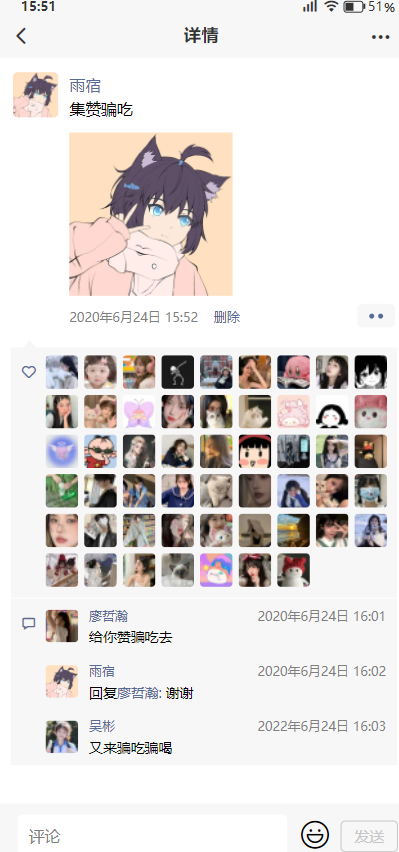 15:51
51%
详情
雨宿
集赞骗吃
2020年6月24日 15:52 删除
廖哲瀚 2020年6月24日 16:01
给你赞骗吃去
雨宿 2020年6月24日 16:02
回复廖哲瀚: 谢谢
吴彬 2022年6月24日 16:03
又来骗吃骗喝
评论
发送